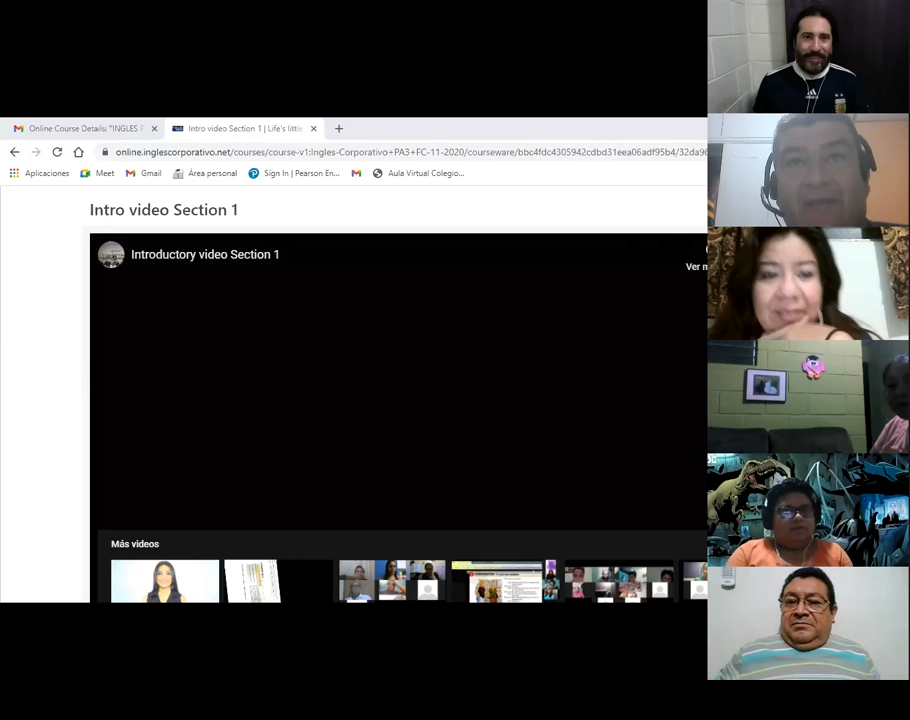 Online Course Details: "INGLES P
Intro video Section 1 | Life's little
online.inglescorporativo.net/courses/course-v1:Ingles-Corporativo+PA3+FC-11-2020/courseware/bbc4fdc4305942cdbd31eea06adf95b4/32da96
Aplicaciones
Meet
Gmail
Área personal
Sign In | Pearson En...
Aula Virtual Colegio...
Intro video Section 1
Introductory video Section 1
Ver m
Más videos